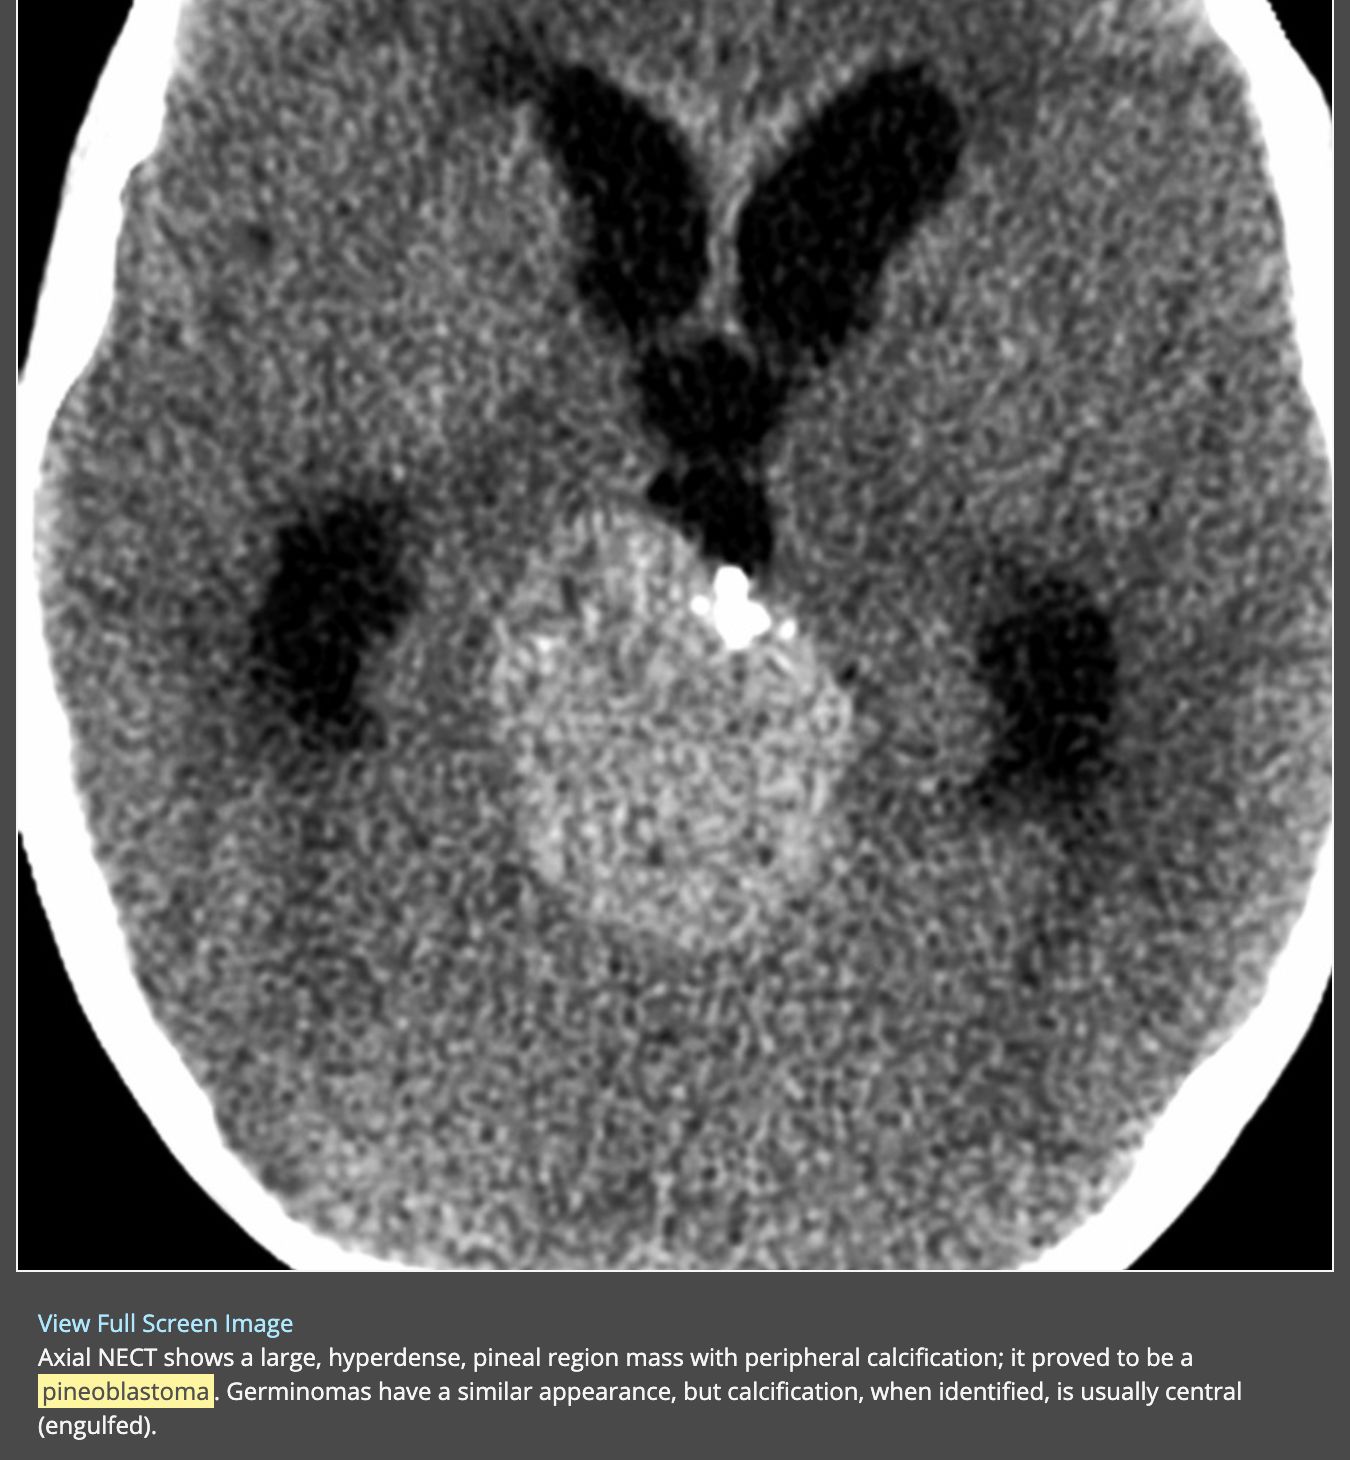 View Full Screen Image
Axial NECT shows a large, hyperdense, pineal region mass with peripheral calcification; it proved to be a
pineoblastoma. Germinomas have a similar appearance, but calcification, when identified, is usually central
(engulfed).